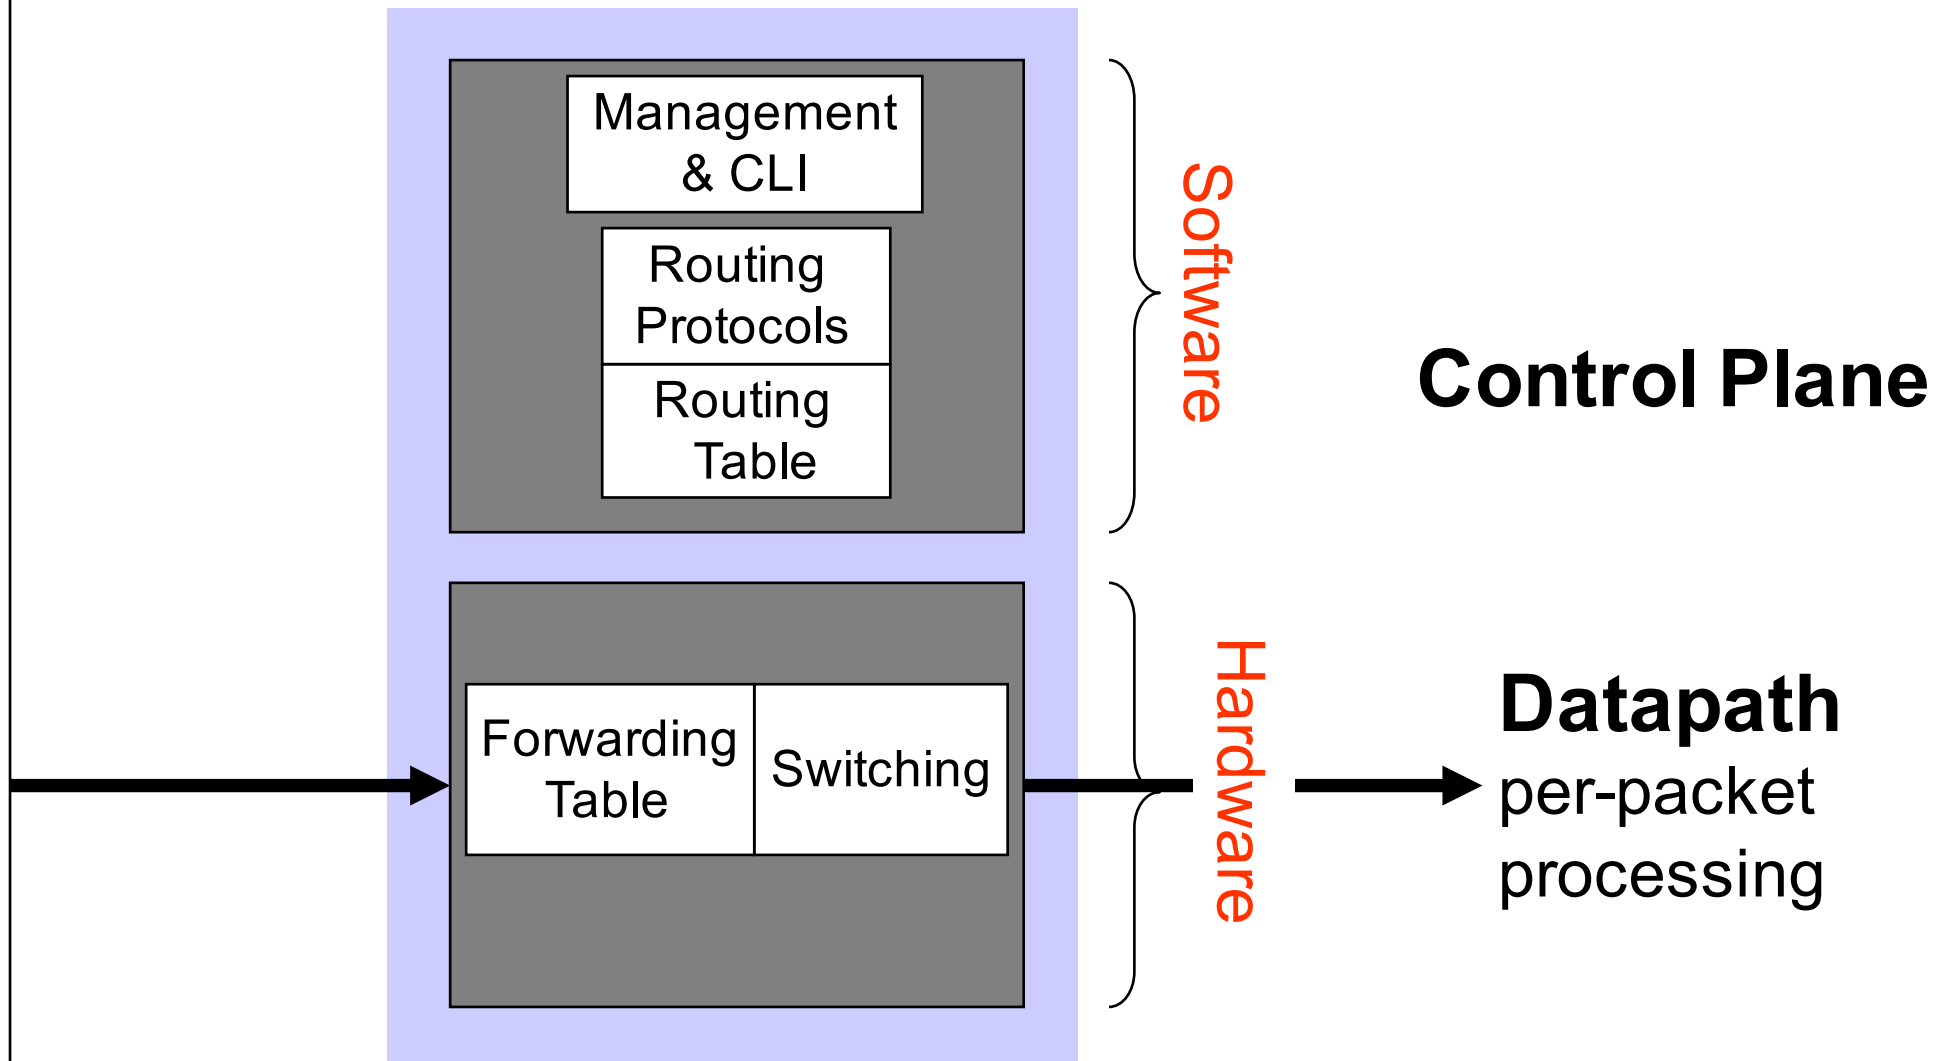 Management
& CLI
Routing
Protocols
Routing
Table
Software
Control Plane
Forwarding
Table
Switching
Hardware
Datapath
per-packet
processing